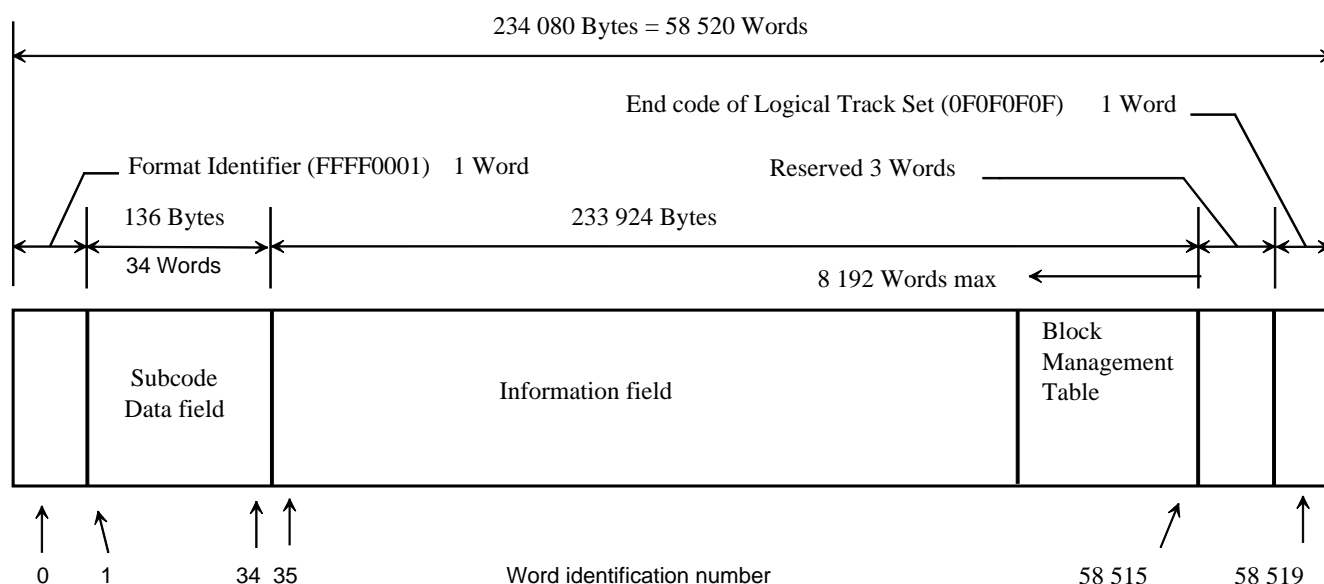 234 080 Bytes = 58 520 Words
End code of Logical Track Set (0F0F0F0F) 1 Word
Format Identifier (FFFF0001) 1 Word
Reserved 3 Words
136 Bytes
233 924 Bytes
34 Words
8 192 Words max
Subcode
Data field
Information field
Block
Management
Table
0 1 34 35 Word identification number 58 515 58 519